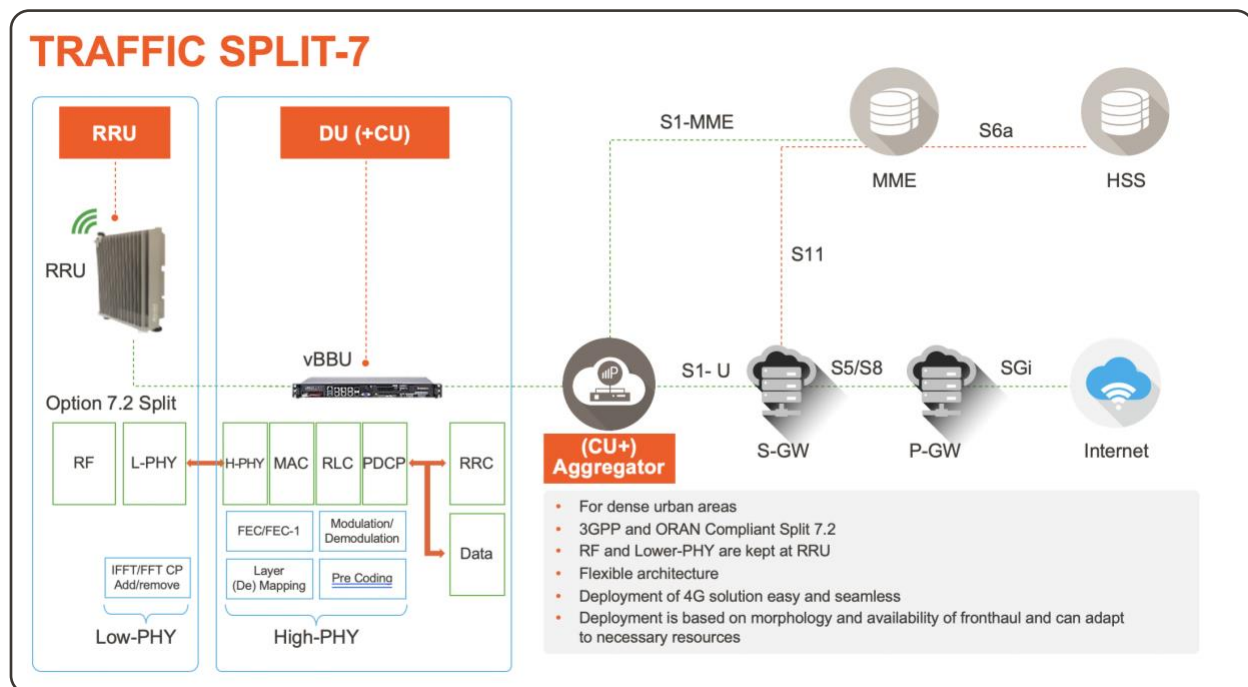 TRAFFIC SPLIT-7
RRU
DU (+CU)
RRU
vBBU
Option 7.2 Split
RF
L-PHY
H-PHY
MAC
RLC
PDCP
RRC
Data
FEC/FEC-1
Modulation/
Demodulation
Layer
(De) Mapping
Pre Coding
IFFT/FFT CP
Add/remove
Low-PHY
High-PHY
S1-MME
MME
S6a
HSS
S11
(CU+)
Aggregator
S1- U
S-GW
S5/S8
P-GW
SGi
Internet
• For dense urban areas
• 3GPP and ORAN Compliant Split 7.2
• RF and Lower-PHY are kept at RRU
• Flexible architecture
• Deployment of 4G solution easy and seamless
• Deployment is based on morphology and availability of fronthaul and can adapt
to necessary resources